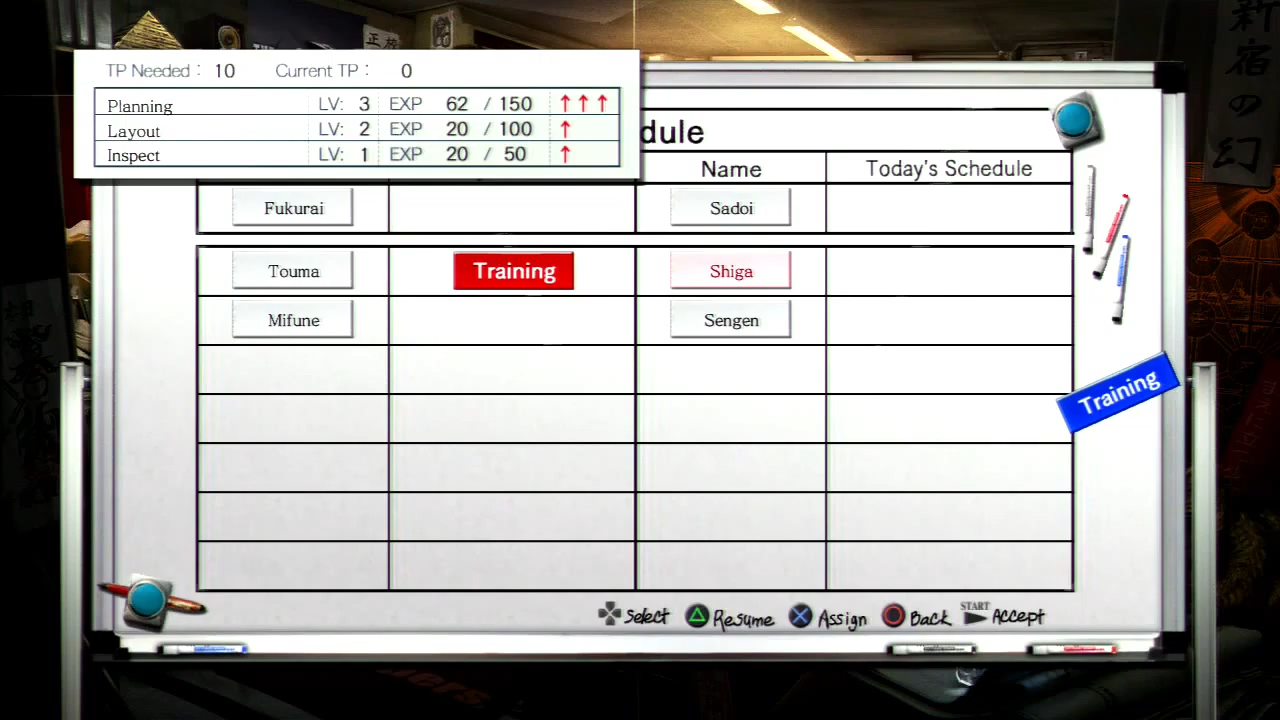 TP Needed : 10 Current TP : 0
Planning LV: 3 EXP 62 / 150 ↑↑↑
Layout LV: 2 EXP 20 / 100 ↑
Inspect LV: 1 EXP 20 / 50 ↑
dule
Name Today's Schedule
Fukurai Sadoi
Touma Training Shiga
Mifune Sengen
Training
Select Resume Assign Back START Accept
新宿の幻